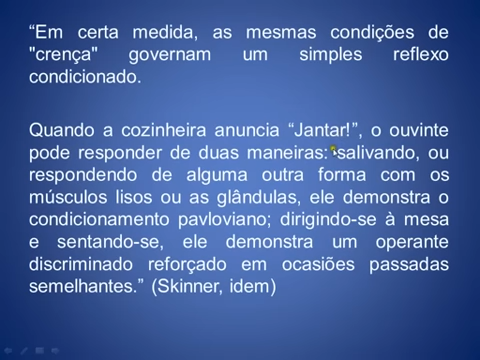 “Em certa medida, as mesmas condições de
"crença" governam um simples reflexo
condicionado.
Quando a cozinheira anuncia “Jantar!”, o ouvinte
pode responder de duas maneiras: salivando, ou
respondendo de alguma outra forma com os
músculos lisos ou as glândulas, ele demonstra o
condicionamento pavloviano; dirigindo-se à mesa
e sentando-se, ele demonstra um operante
discriminado reforçado em ocasiões passadas
semelhantes.” (Skinner, idem)